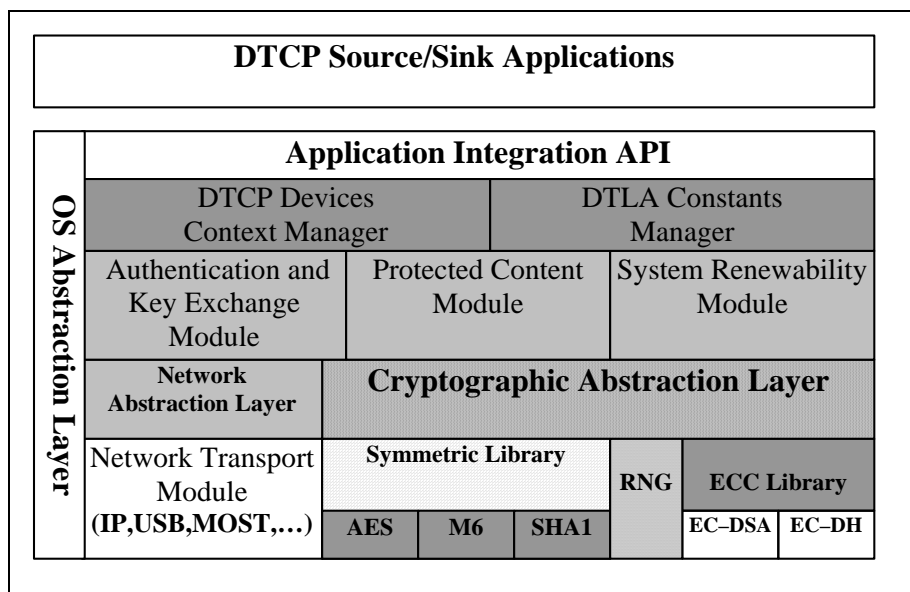 DTCP Source/Sink Applications
OS Abstraction Layer
Application Integration API
DTCP Devices
Context Manager
DTLA Constants
Manager
Authentication and
Key Exchange
Module
Protected Content
Module
System Renewability
Module
Network
Abstraction Layer
Cryptographic Abstraction Layer
Network Transport
Module
(IP,USB,MOST,…)
Symmetric Library
RNG
ECC Library
AES
M6
SHA1
EC–DSA
EC–DH